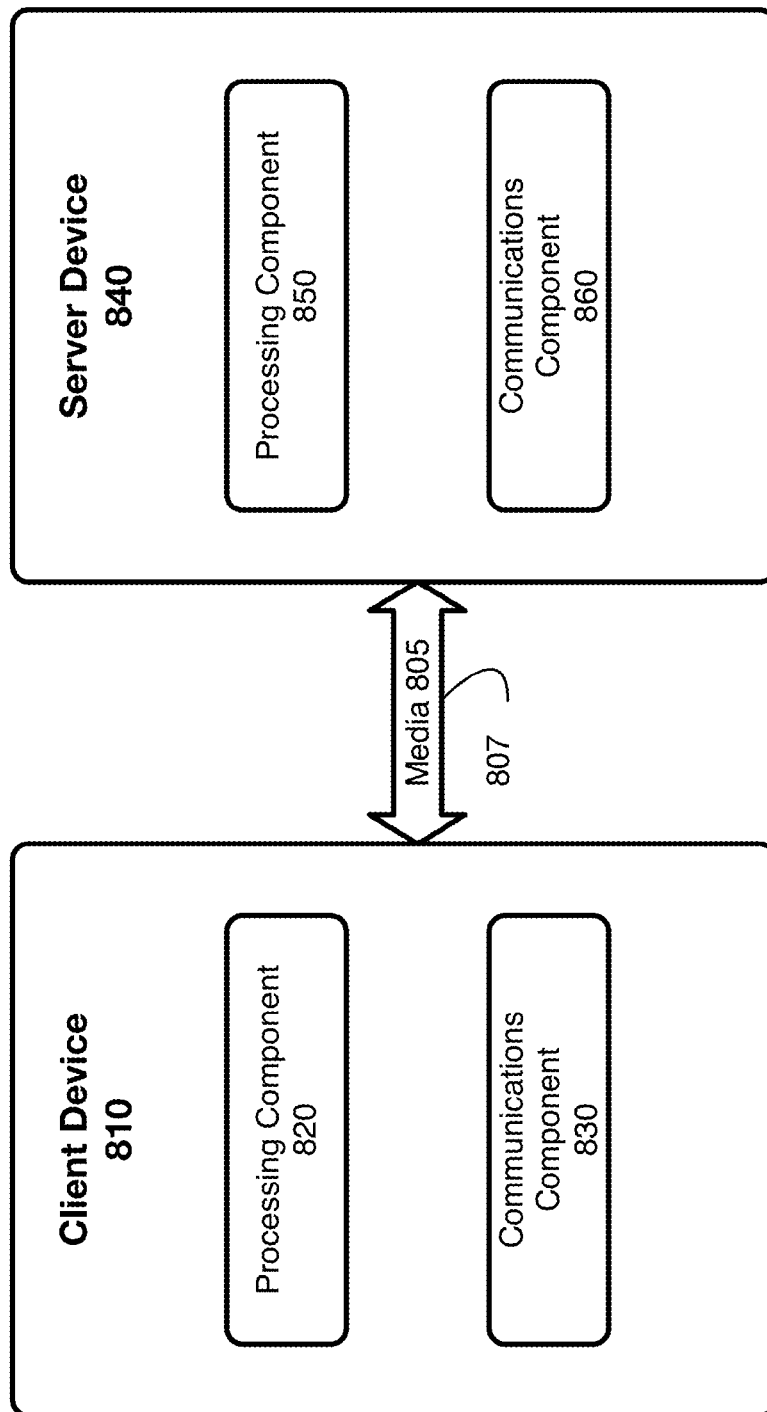 Client Device
810
Processing Component
820
Communications
Component
830
Media 805
807
Server Device
840
Processing Component
850
Communications
Component
860